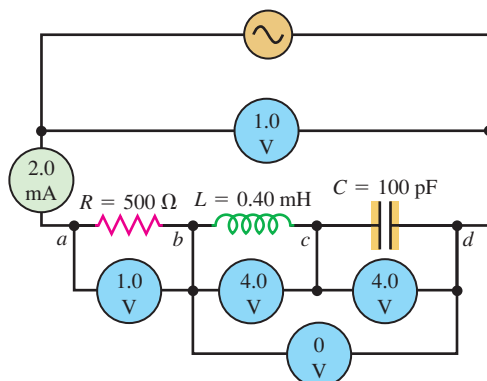 1.0
V
2.0
mA
R = 500 Ω
L = 0.40 mH
C = 100 pF
a
b
c
d
1.0
V
4.0
V
4.0
V
0
V